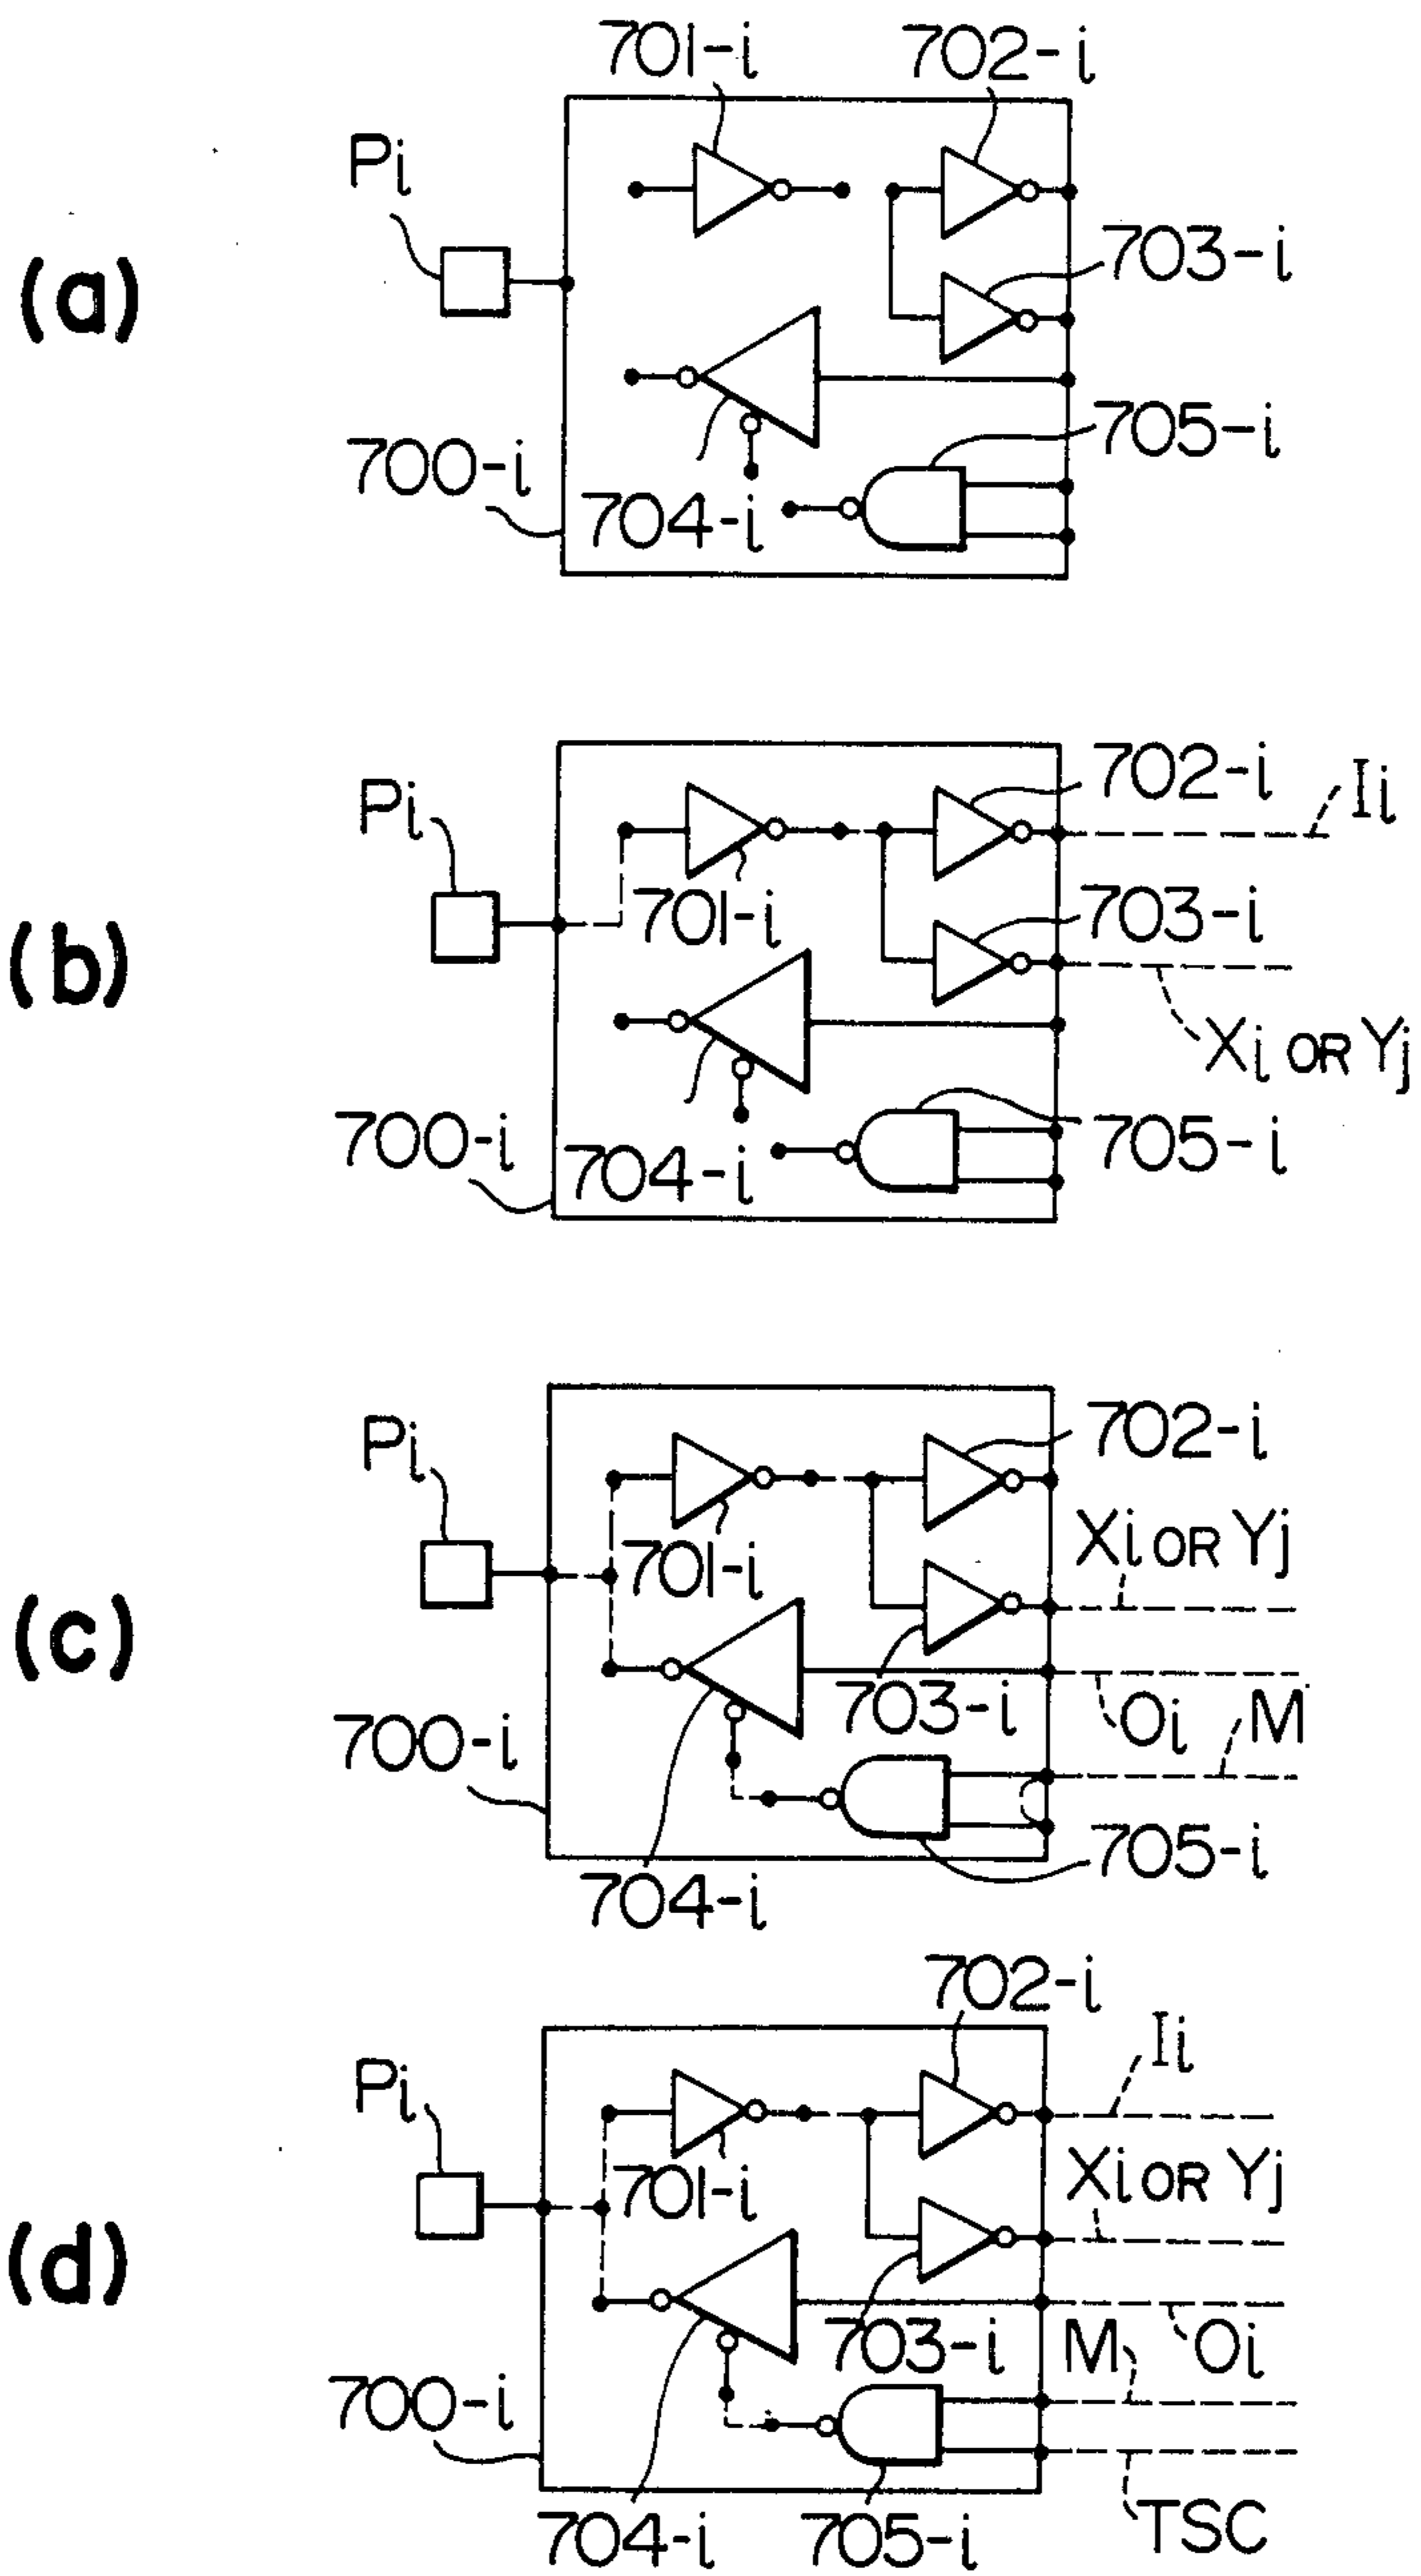 701-i 702-i
Pi
703-i
(a)
705-i
700-i
704-i
702-i Ii
Pi
701-i 703-i
(b)
Xi OR Yj
700-i 704-i 705-i
702-i
Pi
Xi OR Yj
701-i
(c)
703-i Oi M
700-i
705-i
704-i
702-i
Ii
Pi
Xi OR Yj
701-i
(d)
703-i M Oi
700-i
704-i 705-i TSC